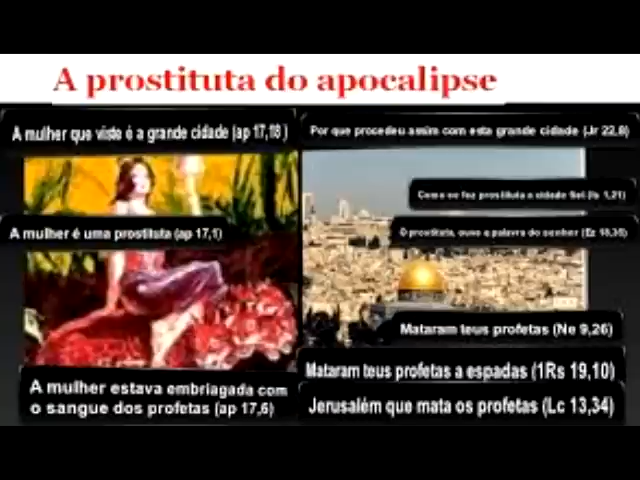 A prostituta do apocalipse
A mulher que viste é a grande cidade (ap 17,18)
A mulher é uma prostituta (ap 17,1)
A mulher estava embriagada com
o sangue dos profetas (ap 17,6)
Por que procedeu assim com esta grande cidade (Jr 22,8)
Como se fez prostituta a cidade fiel (Is 1,21)
O prostituta, ouve a palavra do senhor (Ez 16,35)
Mataram teus profetas (Ne 9,26)
Mataram teus profetas a espadas (1Rs 19,10)
Jerusalém que mata os profetas (Lc 13,34)